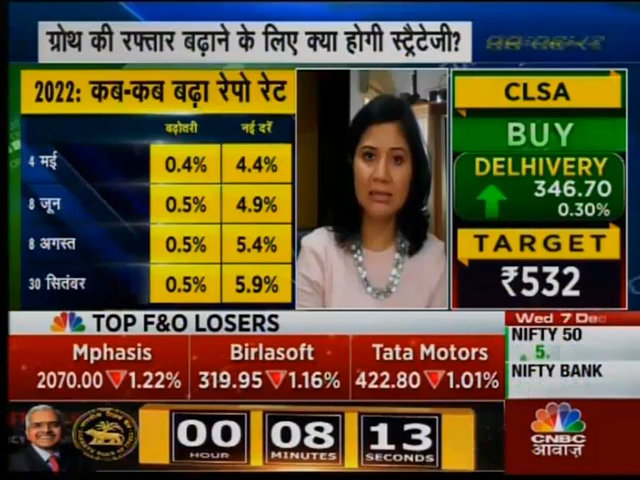 ग्रोथ की रफ्तार बढ़ाने के लिए क्या होगी स्ट्रैटेजी?
2022: कब-कब बढ़ा रेपो रेट
बढ़ोतरी नई दरें
4 मई 0.4% 4.4%
8 जून 0.5% 4.9%
8 अगस्त 0.5% 5.4%
30 सितंबर 0.5% 5.9%
CLSA
BUY
DELHIVERY
346.70
0.30%
TARGET
₹532
TOP F&O LOSERS
Mphasis Birlasoft Tata Motors
2070.00 1.22% 319.95 1.16% 422.80 1.01%
Wed 7 Dec
NIFTY 50
5.
NIFTY BANK
00 08 13
HOUR MINUTES SECONDS
CNBC
आवाज़